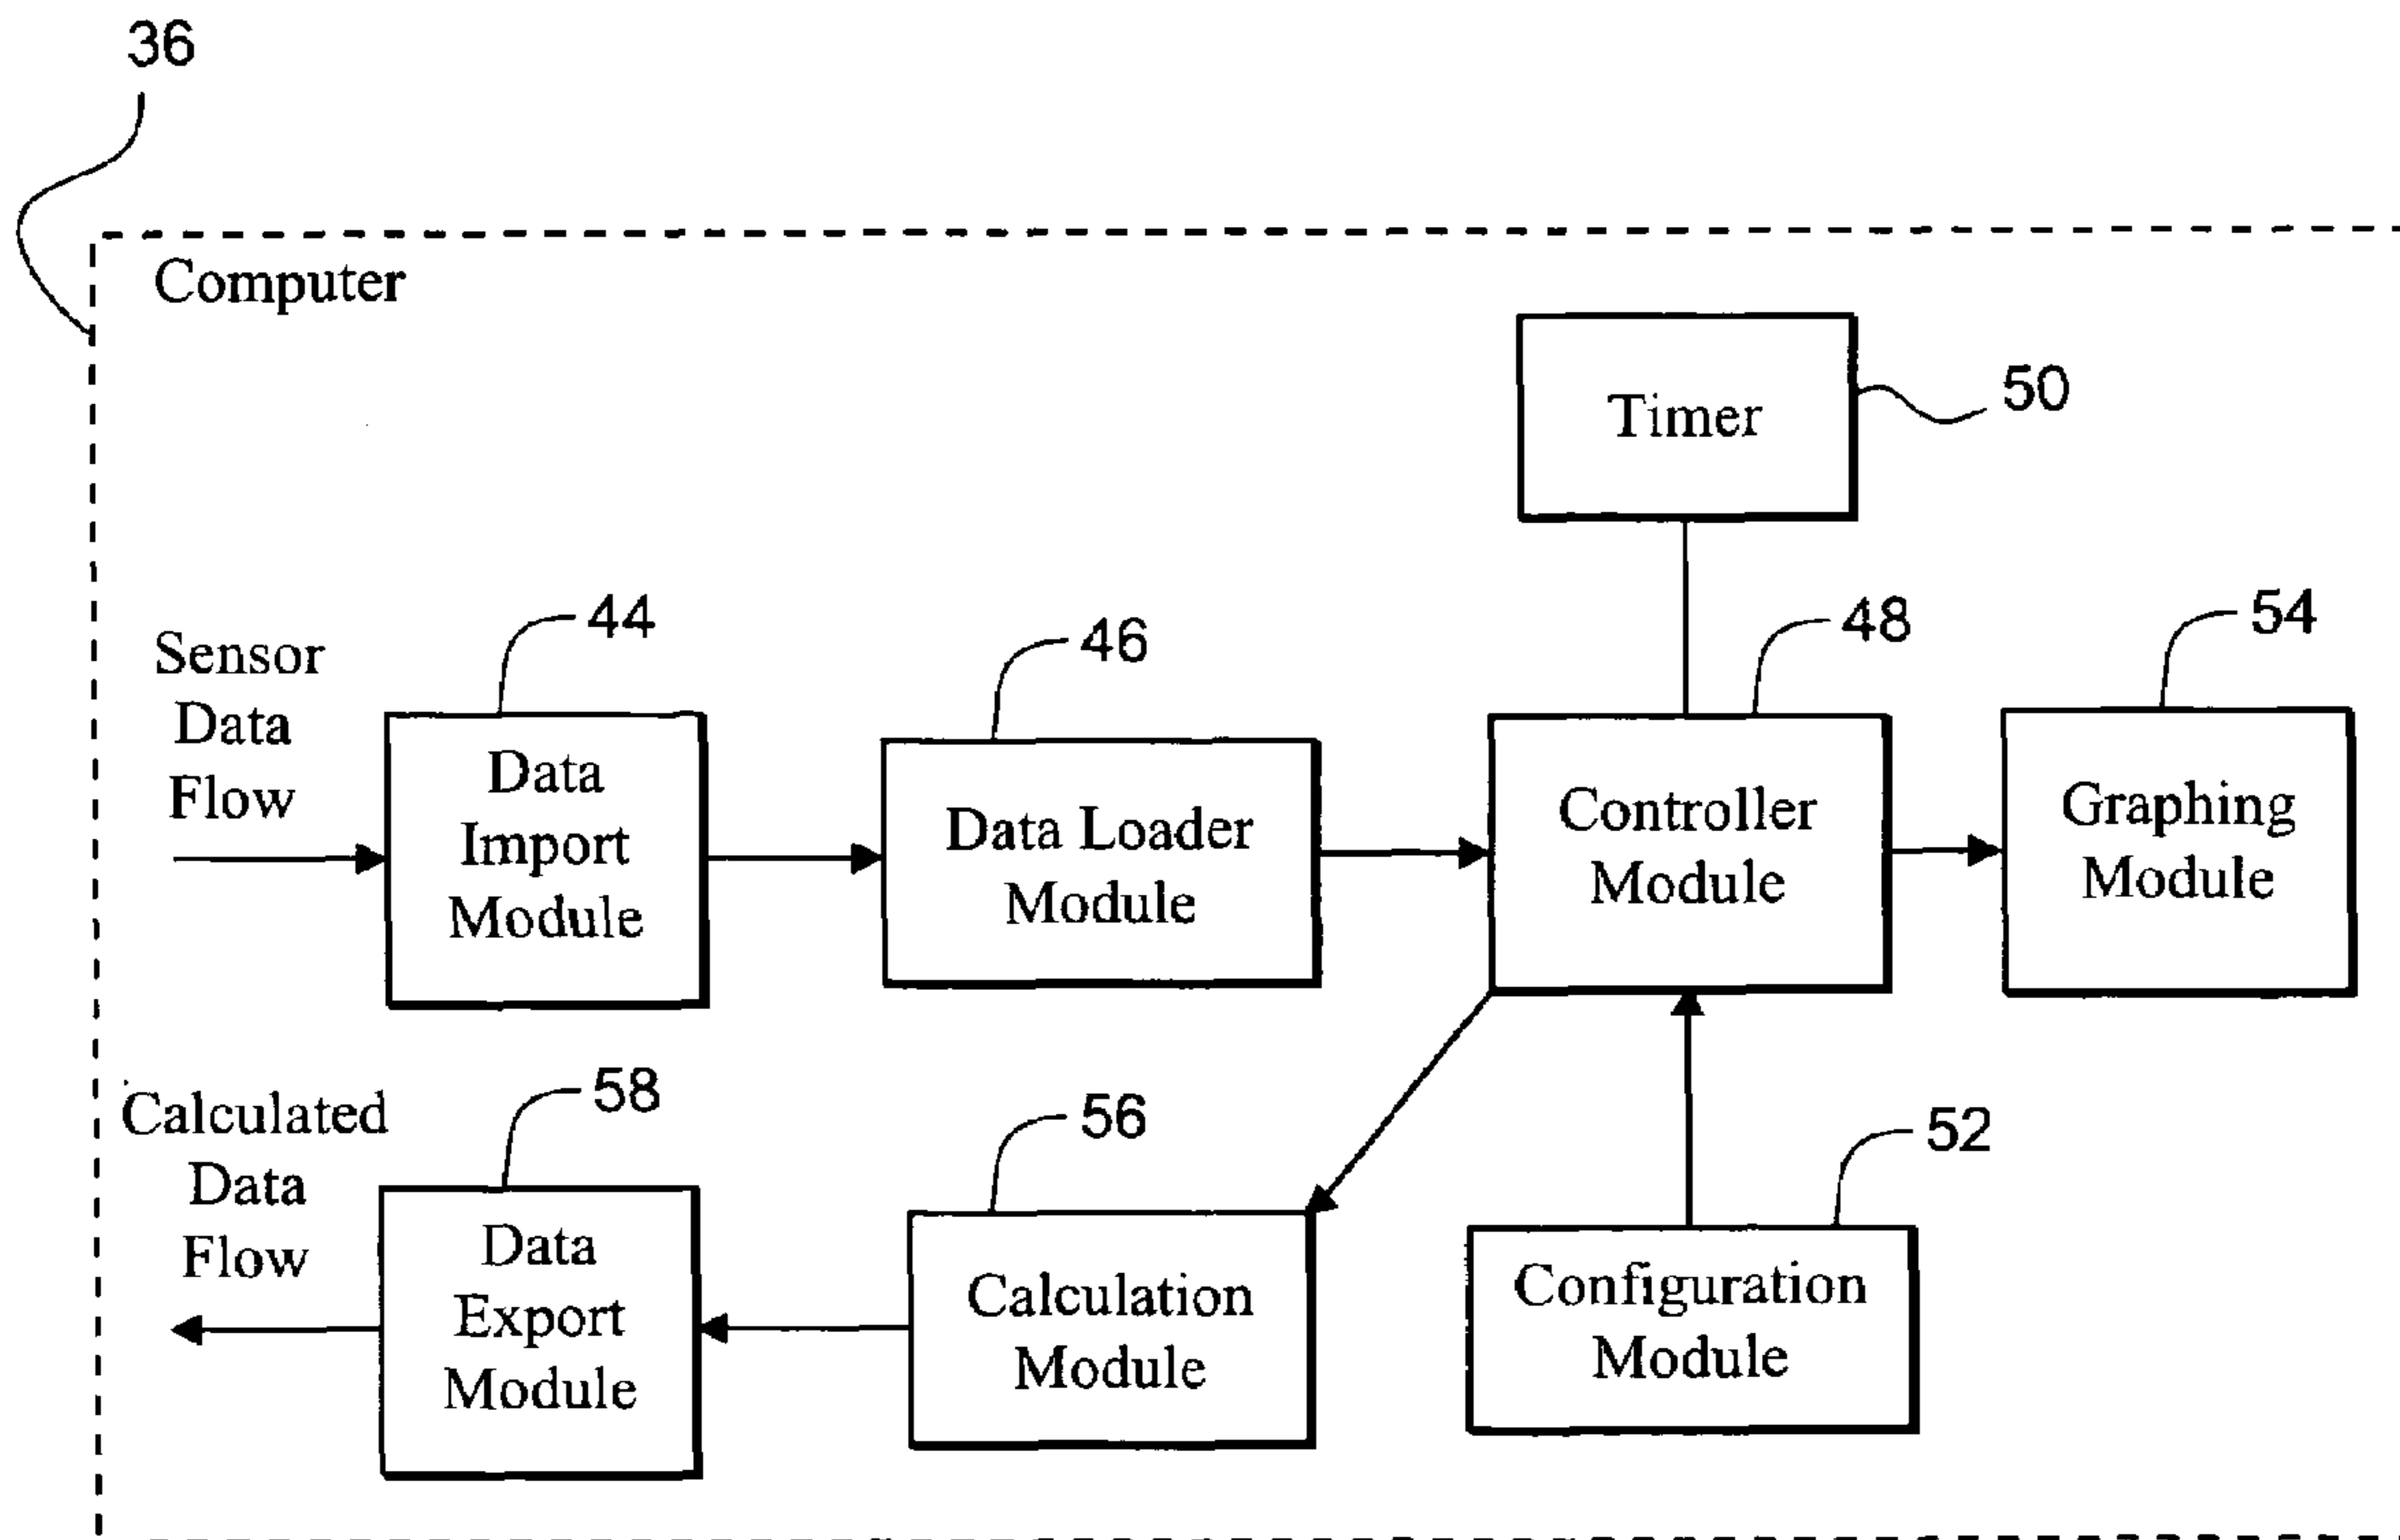 36
Computer
Timer
50
Sensor
Data
Flow
44
Data
Import
Module
46
Data Loader
Module
48
Controller
Module
54
Graphing
Module
Calculated
Data
Flow
58
Data
Export
Module
56
Calculation
Module
52
Configuration
Module